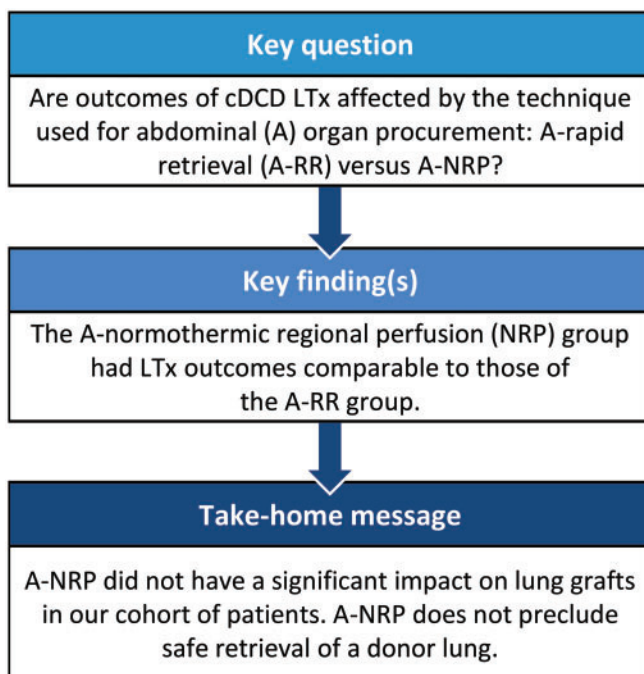 Key question
Are outcomes of cDCD LTx affected by the technique
used for abdominal (A) organ procurement: A-rapid
retrieval (A-RR) versus A-NRP?
Key finding(s)
The A-normothermic regional perfusion (NRP) group
had LTx outcomes comparable to those of
the A-RR group.
Take-home message
A-NRP did not have a significant impact on lung grafts
in our cohort of patients. A-NRP does not preclude
safe retrieval of a donor lung.